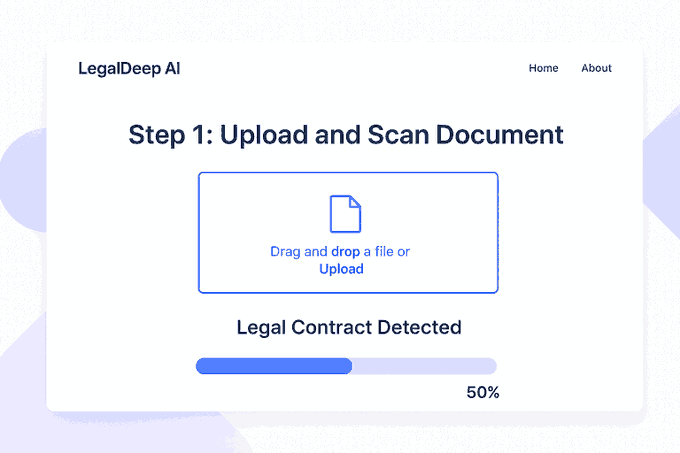 LegalDeep AI
Home About
Step 1: Upload and Scan Document
Drag and drop a file or
Upload
Legal Contract Detected
50%